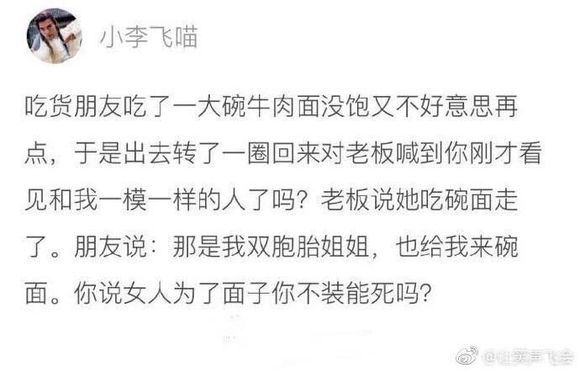 小李飞喵
吃货朋友吃了一大碗牛肉面没饱又不好意思再
点，于是出去转了一圈回来对老板喊到你刚才看
见和我一模一样的人了吗？老板说她吃碗面走
了。朋友说：那是我双胞胎姐姐，也给我来碗
面。你说女人为了面子你不装能死吗？
@让笑声飞会